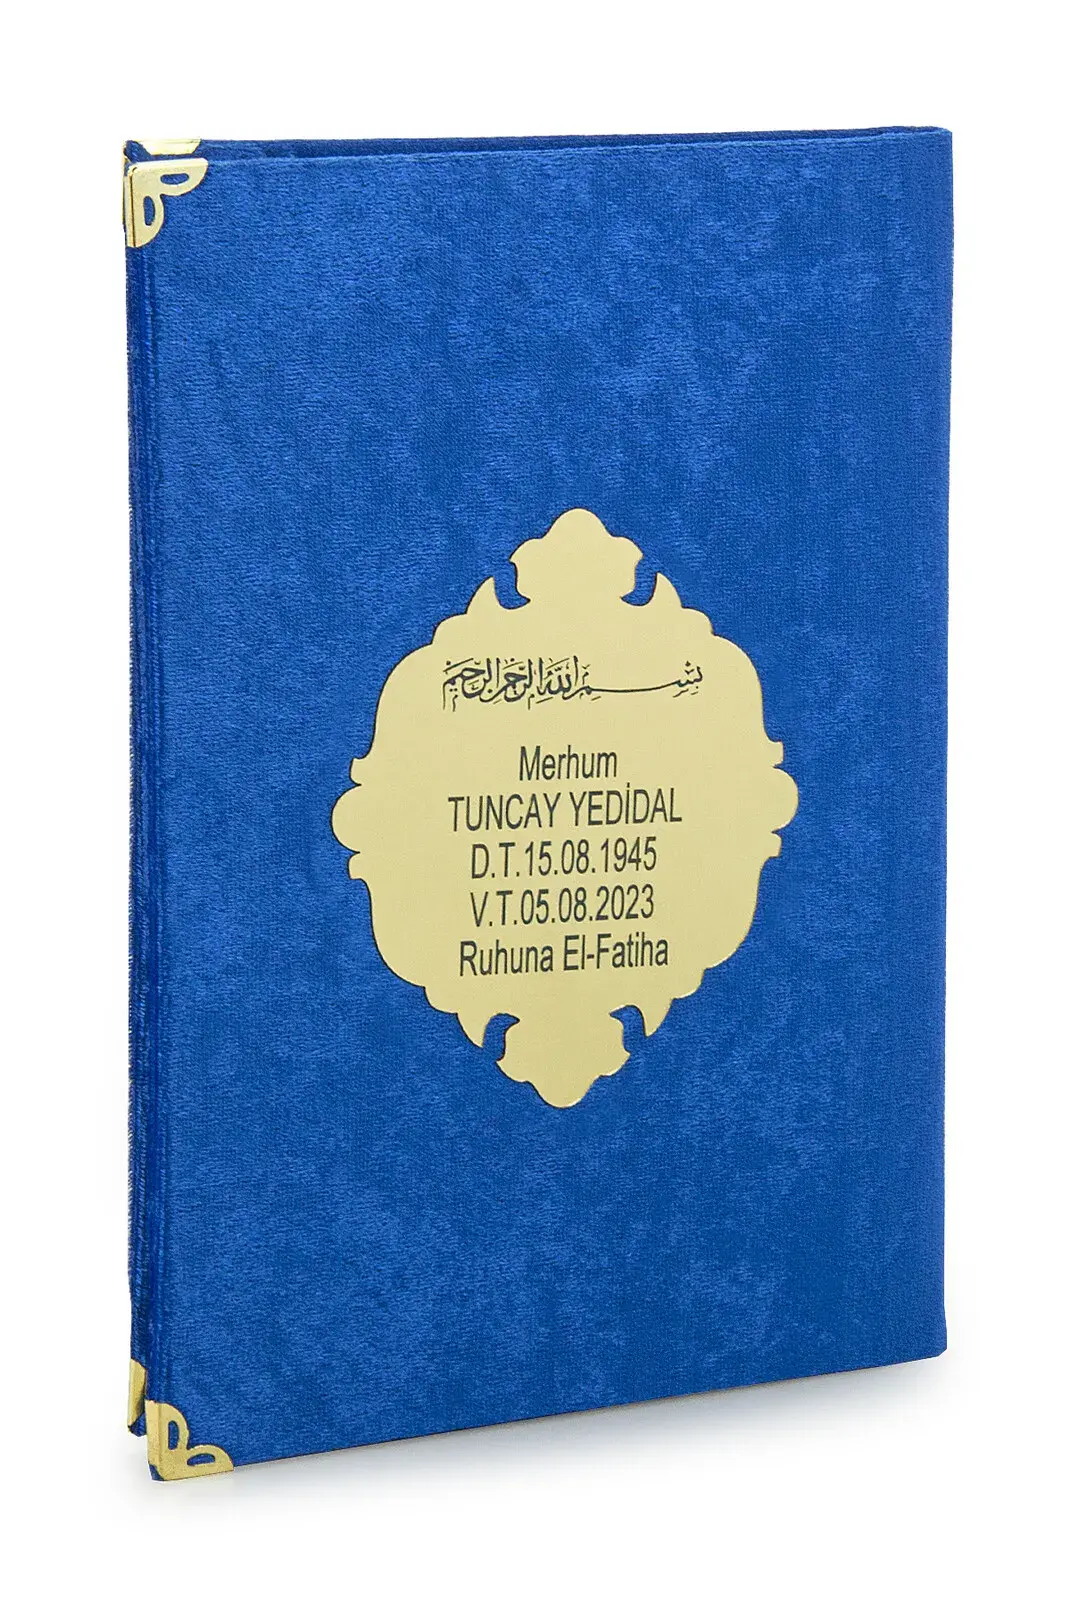 بسم الله الرحمن الرحيم
Merhum
TUNCAY YEDİDAL
D.T.15.08.1945
V.T.05.08.2023
Ruhuna El-Fatiha